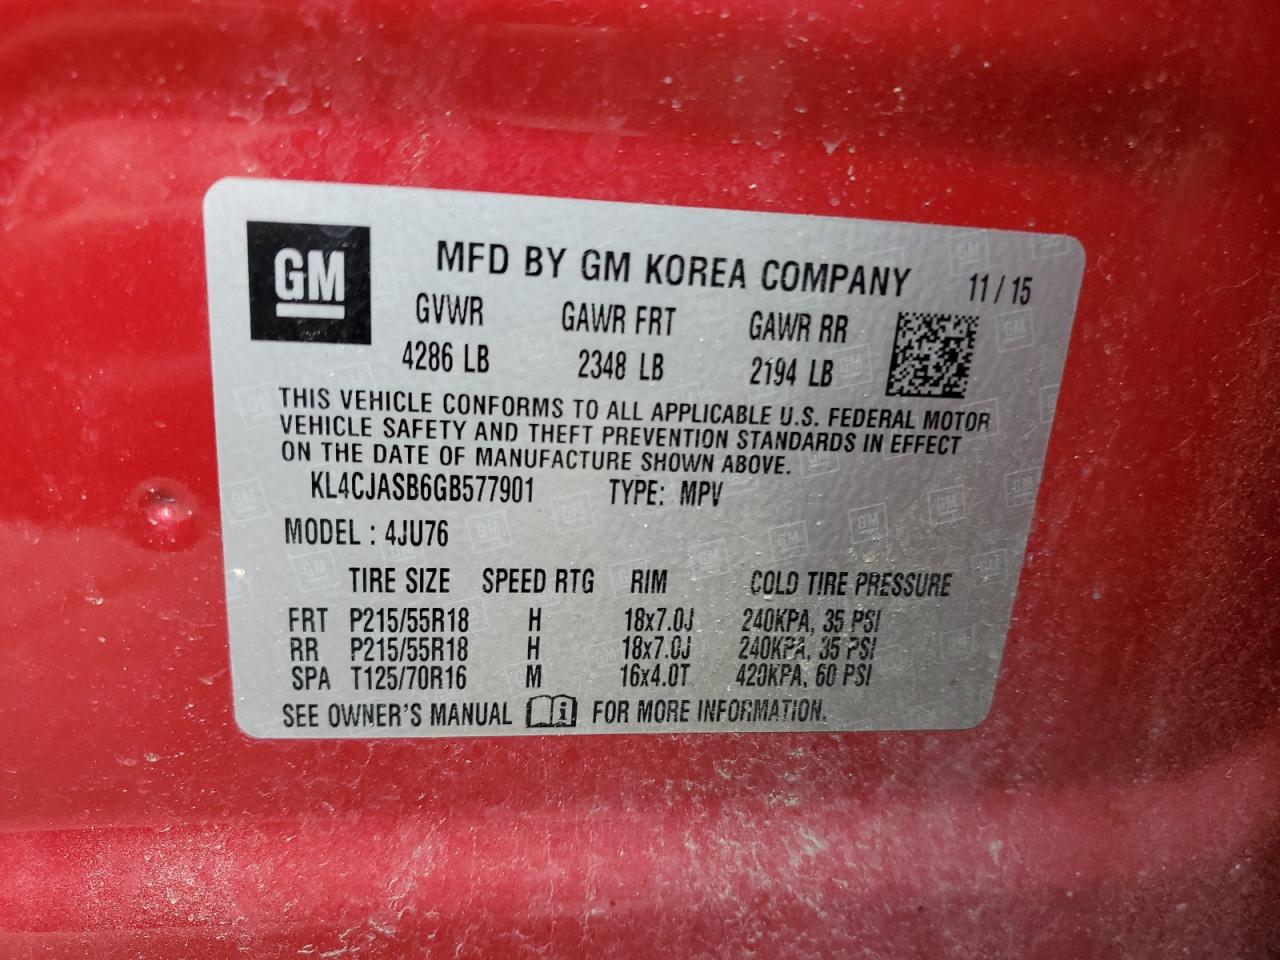 GM
MFD BY GM KOREA COMPANY 11 / 15
GVWR GAWR FRT GAWR RR
4286 LB 2348 LB 2194 LB
THIS VEHICLE CONFORMS TO ALL APPLICABLE U.S. FEDERAL MOTOR
VEHICLE SAFETY AND THEFT PREVENTION STANDARDS IN EFFECT
ON THE DATE OF MANUFACTURE SHOWN ABOVE.
KL4CJASB6GB577901 TYPE: MPV
MODEL : 4JU76
TIRE SIZE SPEED RTG RIM COLD TIRE PRESSURE
FRT P215/55R18 H 18x7.0J 240KPA, 35 PSI
RR P215/55R18 H 18x7.0J 240KPA, 35 PSI
SPA T125/70R16 M 16x4.0T 420KPA, 60 PSI
SEE OWNER'S MANUAL i FOR MORE INFORMATION.